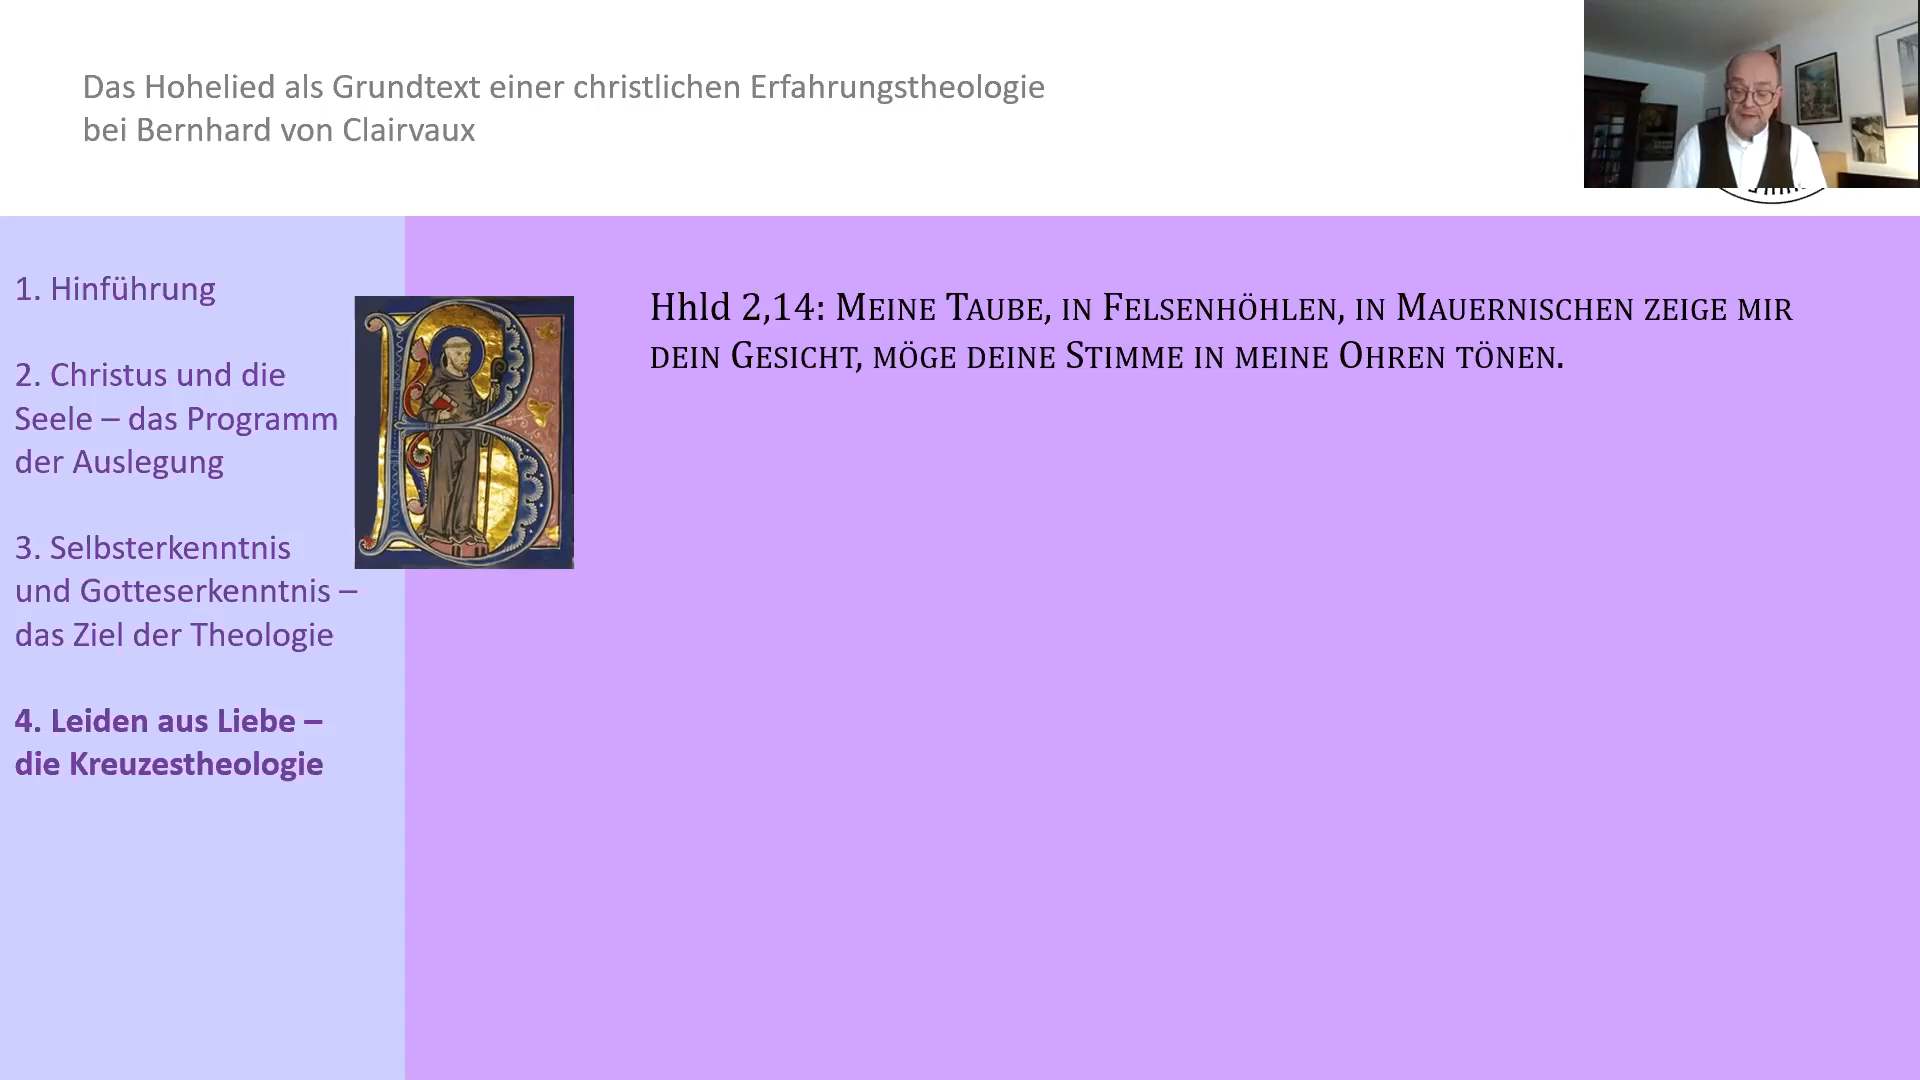 Das Hohelied als Grundtext einer christlichen Erfahrungstheologie
bei Bernhard von Clairvaux
1. Hinführung
2. Christus und die
Seele – das Programm
der Auslegung
3. Selbsterkenntnis
und Gotteserkenntnis –
das Ziel der Theologie
4. Leiden aus Liebe –
die Kreuzestheologie
Hhld 2,14: MEINE TAUBE, IN FELSENHÖHLEN, IN MAUERNISCHEN ZEIGE MIR
DEIN GESICHT, MÖGE DEINE STIMME IN MEINE OHREN TÖNEN.